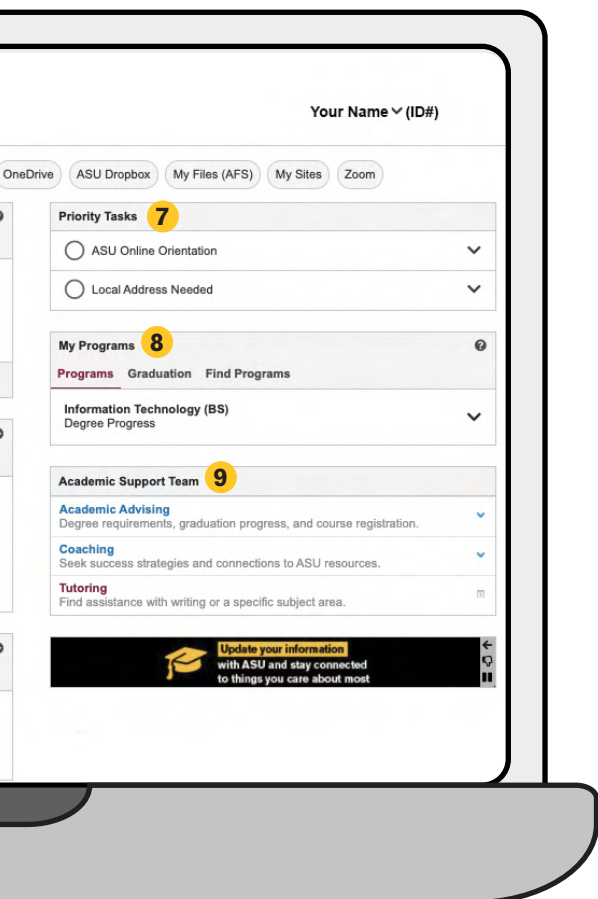 Your Name (ID#)
OneDrive ASU Dropbox My Files (AFS) My Sites Zoom
Priority Tasks 7
ASU Online Orientation
Local Address Needed
My Programs 8
Programs Graduation Find Programs
Information Technology (BS)
Degree Progress
Academic Support Team 9
Academic Advising
Degree requirements, graduation progress, and course registration.
Coaching
Seek success strategies and connections to ASU resources.
Tutoring
Find assistance with writing or a specific subject area.
Update your information
with ASU and stay connected
to things you care about most